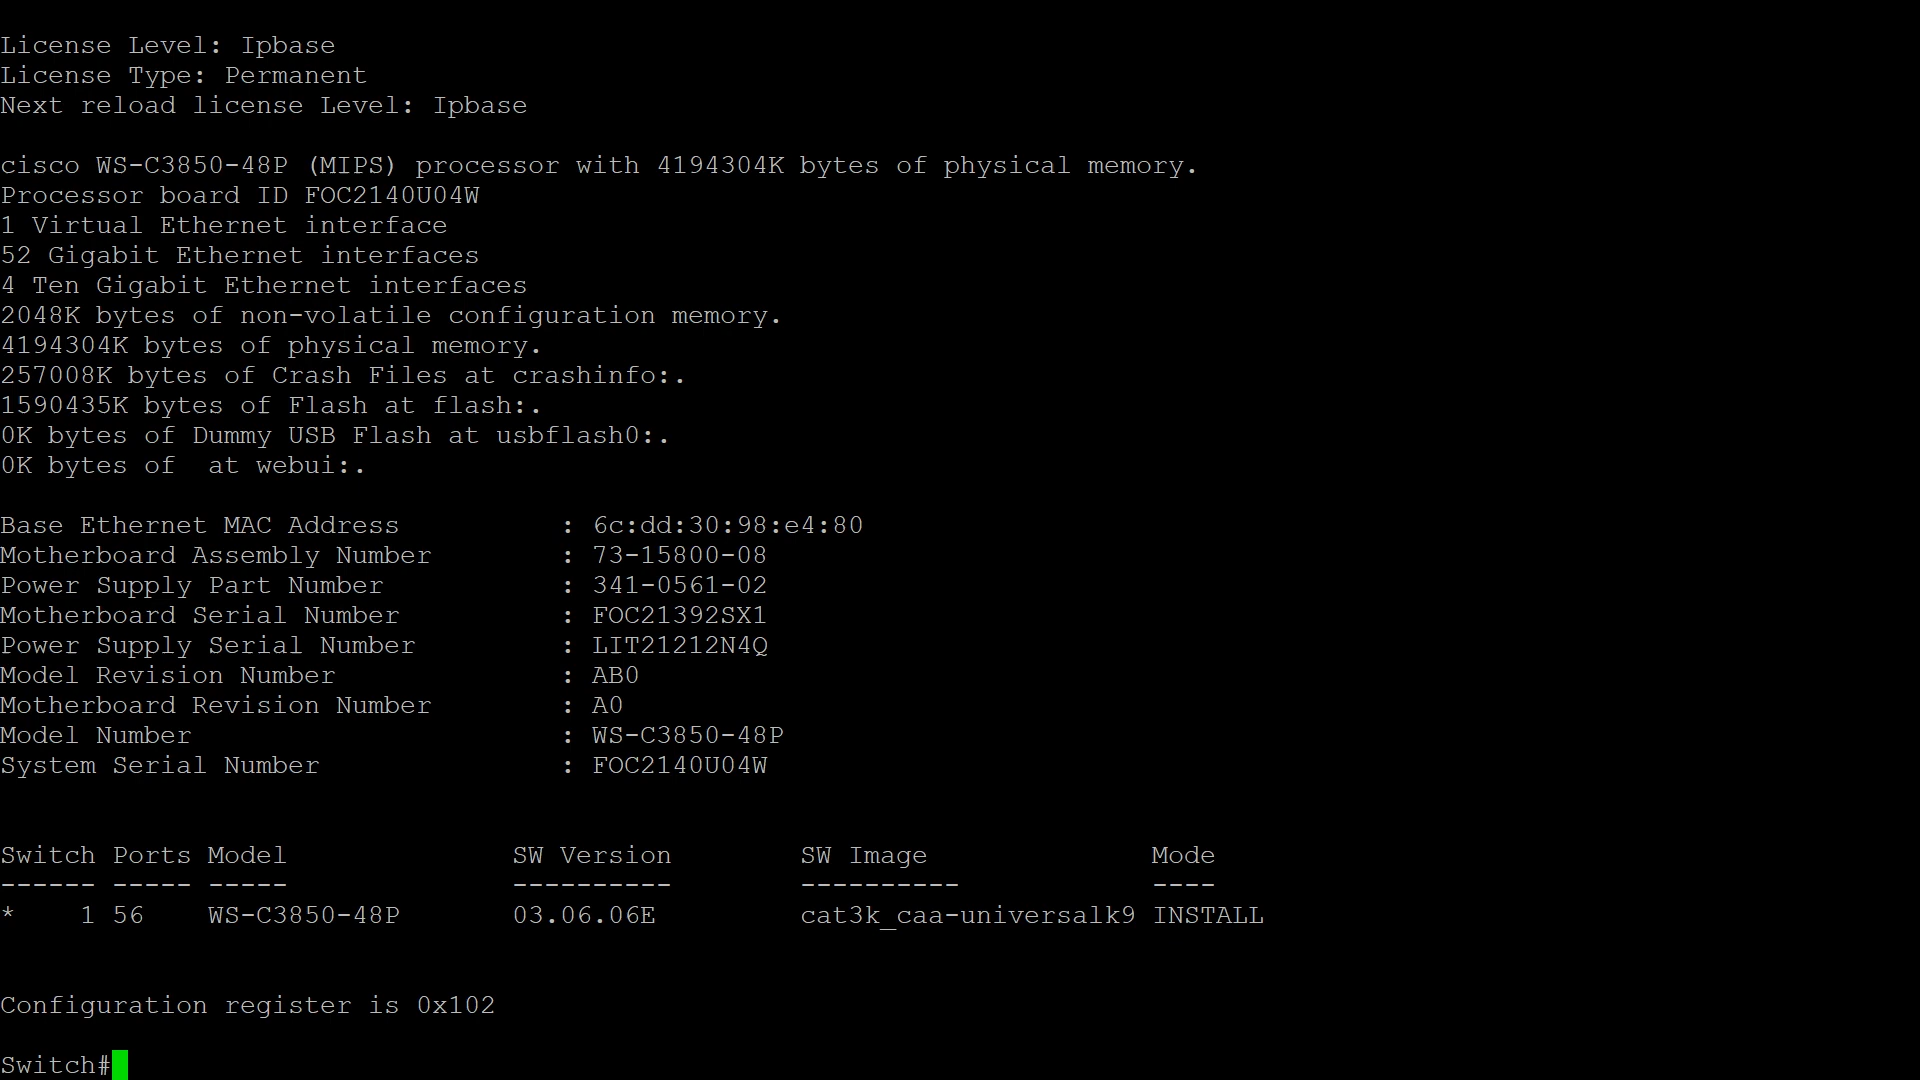 License Level: Ipbase
License Type: Permanent
Next reload license Level: Ipbase
cisco WS-C3850-48P (MIPS) processor with 4194304K bytes of physical memory.
Processor board ID FOC2140U04W
1 Virtual Ethernet interface
52 Gigabit Ethernet interfaces
4 Ten Gigabit Ethernet interfaces
2048K bytes of non-volatile configuration memory.
4194304K bytes of physical memory.
257008K bytes of Crash Files at crashinfo:.
1590435K bytes of Flash at flash:.
0K bytes of Dummy USB Flash at usbflash0:.
0K bytes of  at webui:.
Base Ethernet MAC Address          : 6c:dd:30:98:e4:80
Motherboard Assembly Number        : 73-15800-08
Power Supply Part Number           : 341-0561-02
Motherboard Serial Number          : FOC21392SX1
Power Supply Serial Number         : LIT21212N4Q
Model Revision Number              : AB0
Motherboard Revision Number        : A0
Model Number                       : WS-C3850-48P
System Serial Number               : FOC2140U04W
Switch Ports Model              SW Version        SW Image              Mode
------ ----- -----              ----------        ----------            ----
*    1 56    WS-C3850-48P       03.06.06E         cat3k_caa-universalk9 INSTALL
Configuration register is 0x102
Switch#